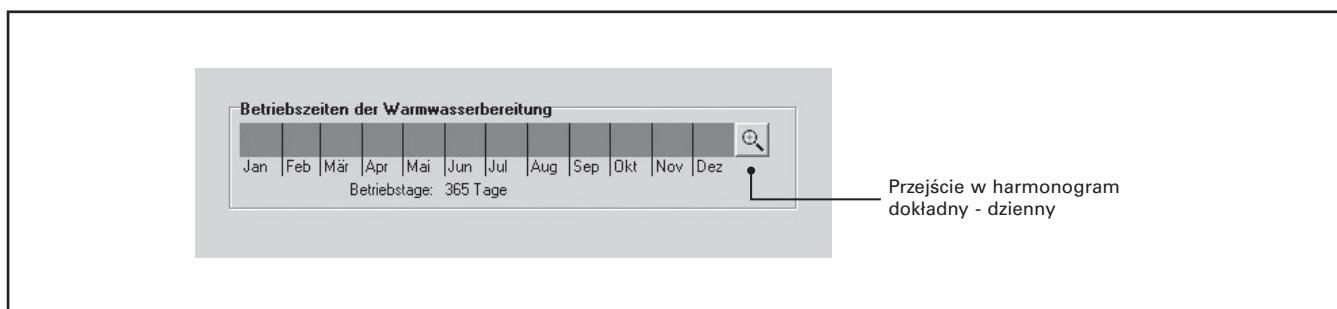 Betriebszeiten der Warmwasserbereitung
Jan Feb Mär Apr Mai Jun Jul Aug Sep Okt Nov Dez
Betriebstage: 365 Tage
Przejście w harmonogram
dokładny - dzienny